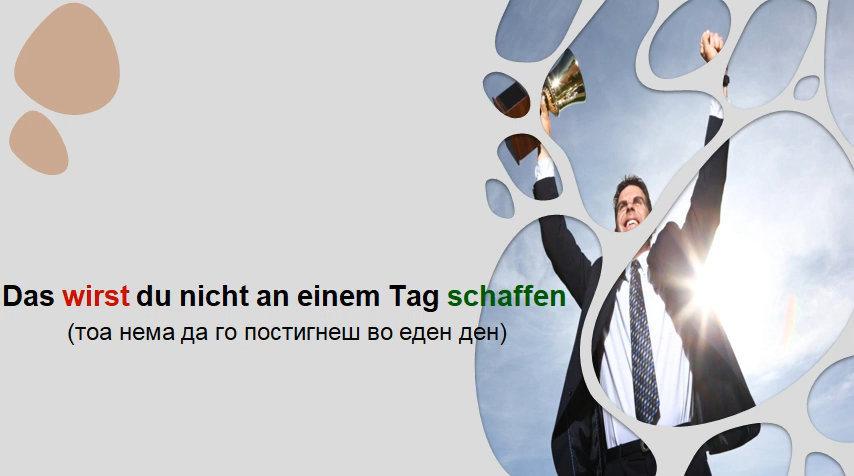 Das wirst du nicht an einem Tag schaffen
(тоа нема да го постигнеш во еден ден)